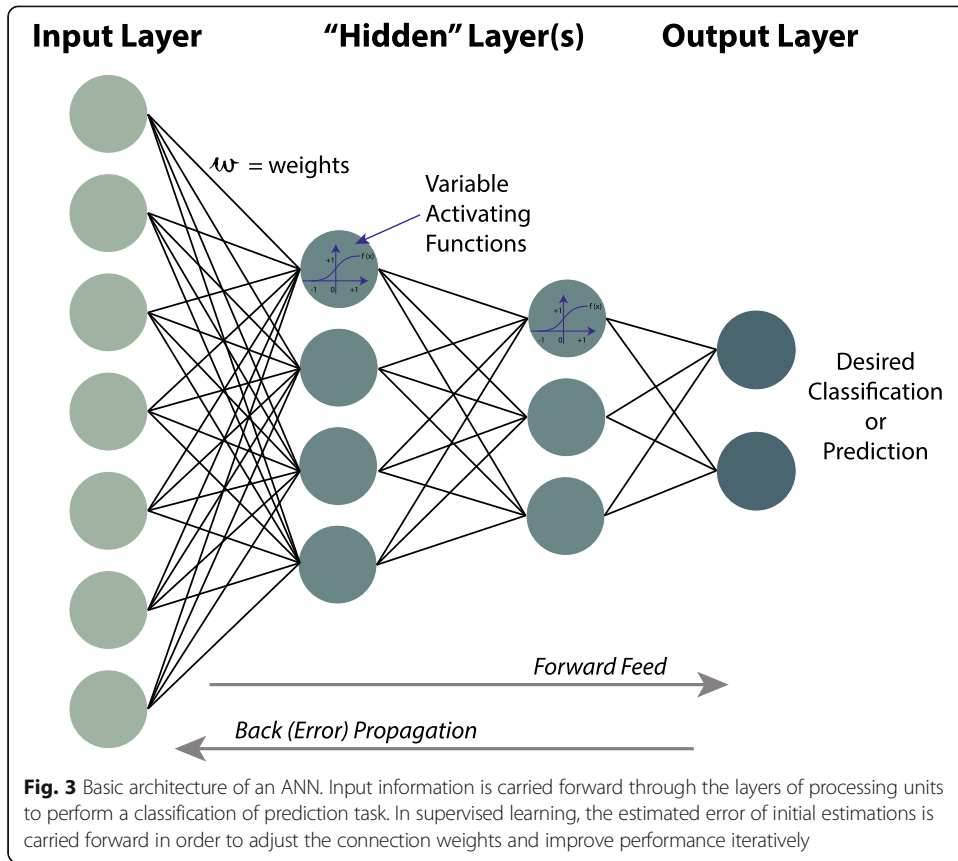 Input Layer
“Hidden” Layer(s)
Output Layer
w = weights
Variable
Activating
Functions
+1
f (x)
-1
0
+1
+1
f (x)
-1
0
+1
Desired
Classification
or
Prediction
Forward Feed
Back (Error) Propagation
Fig. 3 Basic architecture of an ANN. Input information is carried forward through the layers of processing units
to perform a classification of prediction task. In supervised learning, the estimated error of initial estimations is
carried forward in order to adjust the connection weights and improve performance iteratively